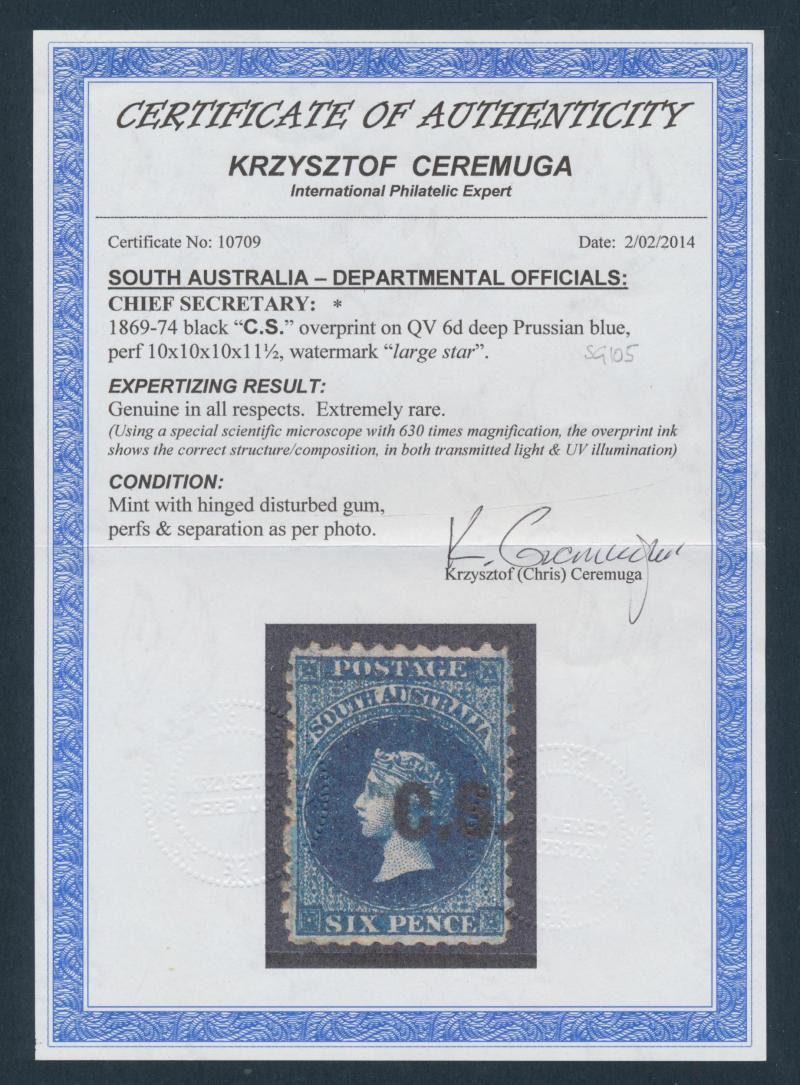 CERTIFICATE OF AUTHENTICITY
KRZYSZTOF CEREMUGA
International Philatelic Expert
Certificate No: 10709 Date: 2/02/2014
SOUTH AUSTRALIA – DEPARTMENTAL OFFICIALS:
CHIEF SECRETARY: *
1869-74 black “C.S.” overprint on QV 6d deep Prussian blue,
perf 10x10x10x11½, watermark “large star”.
SG105
EXPERTIZING RESULT:
Genuine in all respects. Extremely rare.
(Using a special scientific microscope with 630 times magnification, the overprint ink
shows the correct structure/composition, in both transmitted light & UV illumination)
CONDITION:
Mint with hinged disturbed gum,
perfs & separation as per photo.
K. Ceremuga
Krzysztof (Chris) Ceremuga
POSTAGE
SOUTH AUSTRALIA
C.S.
SIX PENCE